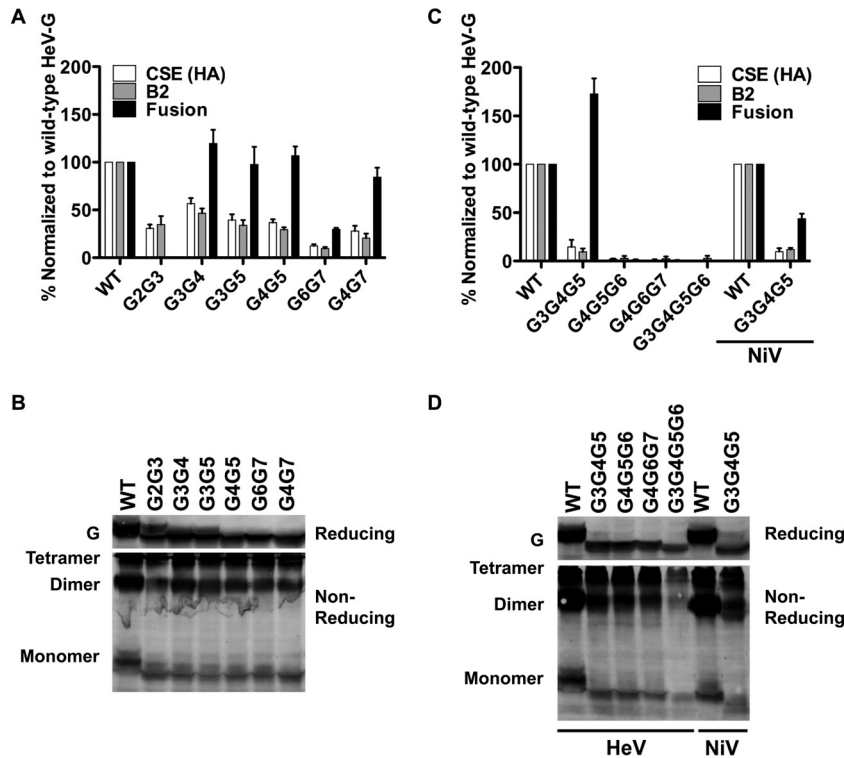 A
% Normalized to wild-type HeV-G
200
150
100
50
0
CSE (HA)
B2
Fusion
WT
G2G3
G3G4
G3G5
G4G5
G6G7
G4G7
C
% Normalized to wild-type HeV-G
200
150
100
50
0
CSE (HA)
B2
Fusion
WT
G3G4G5
G4G5G6
G4G6G7
G3G4G5G6
WT
G3G4G5
NiV
B
WT
G2G3
G3G4
G3G5
G4G5
G6G7
G4G7
G
Reducing
Tetramer
Dimer
Non-
Reducing
Monomer
D
WT
G3G4G5
G4G5G6
G4G6G7
G3G4G5G6
WT
G3G4G5
G
Reducing
Tetramer
Dimer
Non-
Reducing
Monomer
HeV
NiV